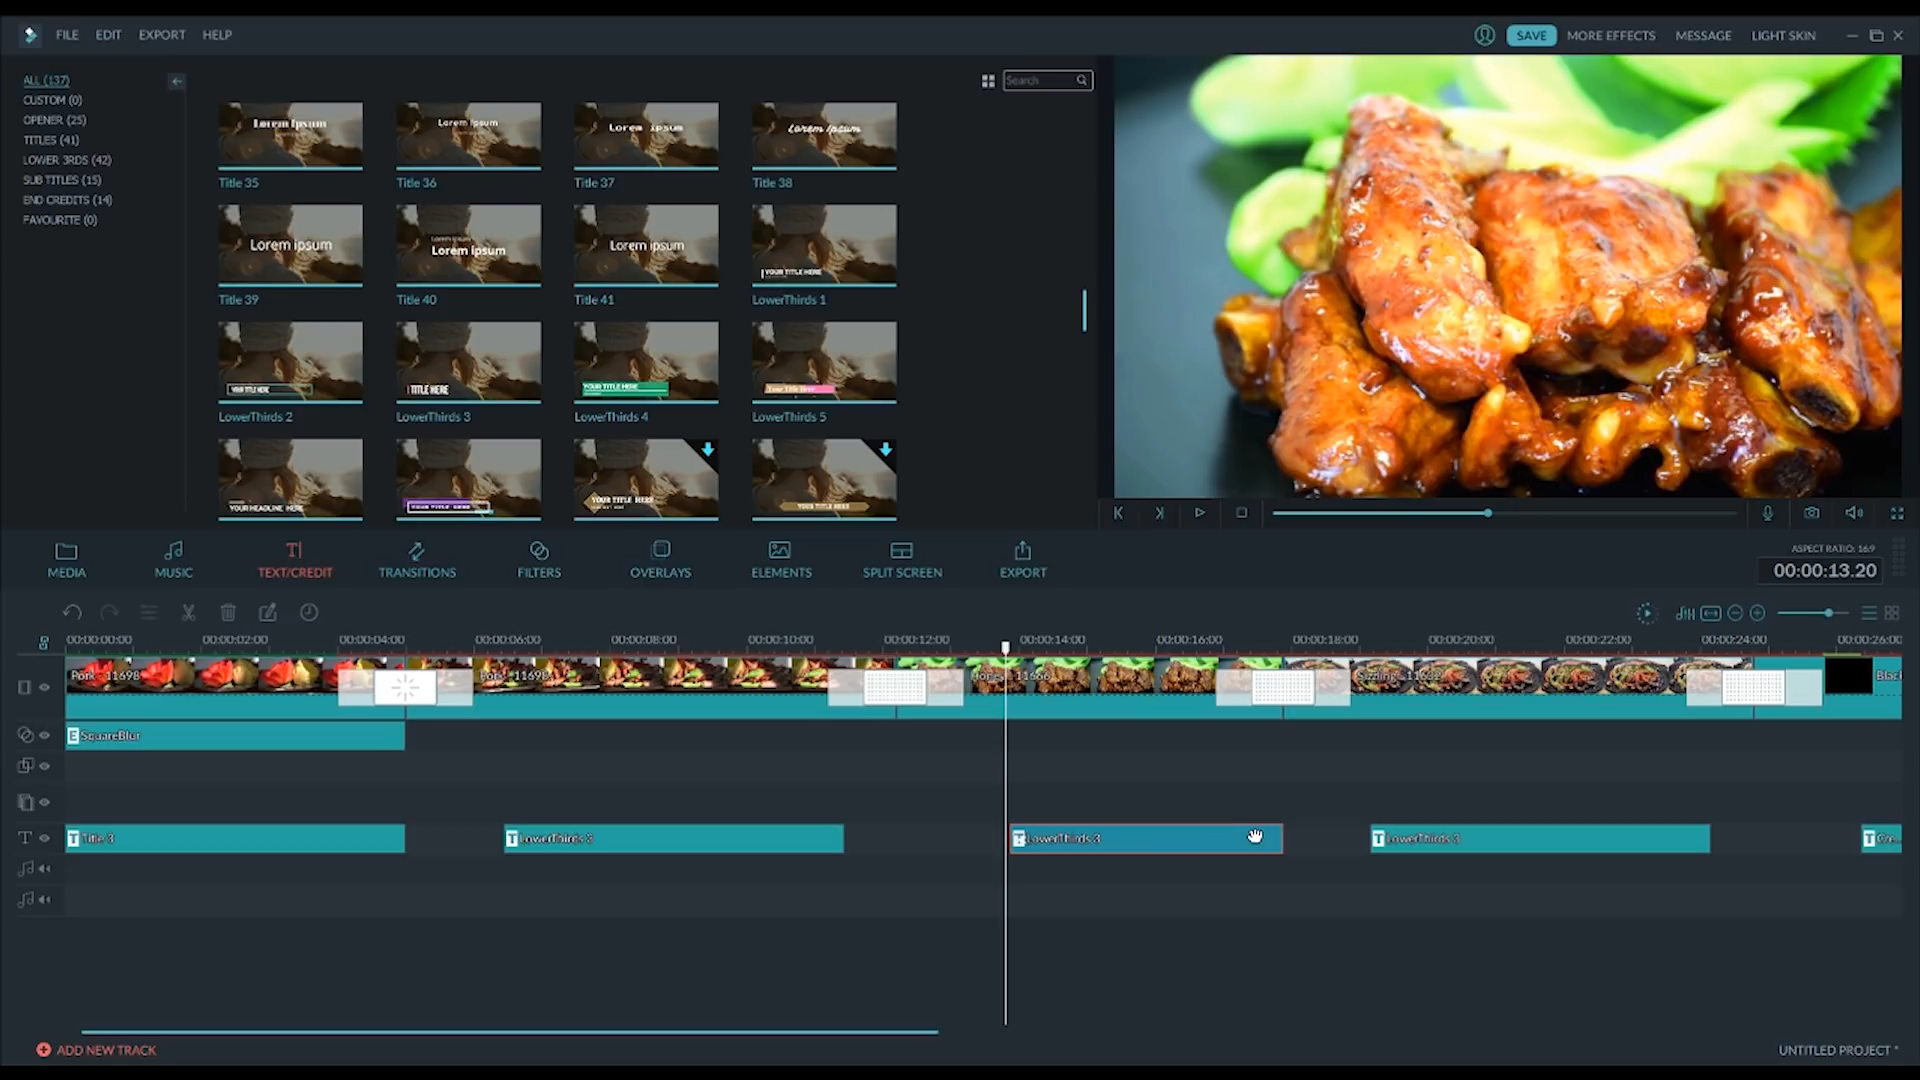 FILE EDIT EXPORT HELP
SAVE MORE EFFECTS MESSAGE LIGHT SKIN
ALL (137)
CUSTOM (0)
OPENER (25)
TITLES (41)
LOWER 3RDS (42)
SUB TITLES (15)
END CREDITS (14)
FAVOURITE (0)
Search
Lorem Ipsum
Lorem Ipsum
Lorem ipsum
Lorem Ipsum
Title 35 Title 36 Title 37 Title 38
Lorem ipsum
Lorem ipsum
Lorem ipsum
YOUR TITLE HERE
Title 39 Title 40 Title 41 LowerThirds 1
YOUR TITLE HERE
TITLE HERE
YOUR TITLE HERE
Your Title Here
LowerThirds 2 LowerThirds 3 LowerThirds 4 LowerThirds 5
YOUR HEADLINE HERE
YOUR TITLE HERE
YOUR TITLE HERE
YOUR TITLE HERE
MEDIA MUSIC TEXT/CREDIT TRANSITIONS FILTERS OVERLAYS ELEMENTS SPLIT SCREEN EXPORT
ASPECT RATIO: 16:9
00:00:13.20
00:00:00:00 00:00:02:00 00:00:04:00 00:00:06:00 00:00:08:00 00:00:10:00 00:00:12:00 00:00:14:00 00:00:16:00 00:00:18:00 00:00:20:00 00:00:22:00 00:00:24:00 00:00:26:00
Pork - 11698
E SquareBlur
T Title 3 T LowerThirds 3 LowerThirds 3 T LowerThirds 3 T Cre...
ADD NEW TRACK
UNTITLED PROJECT *